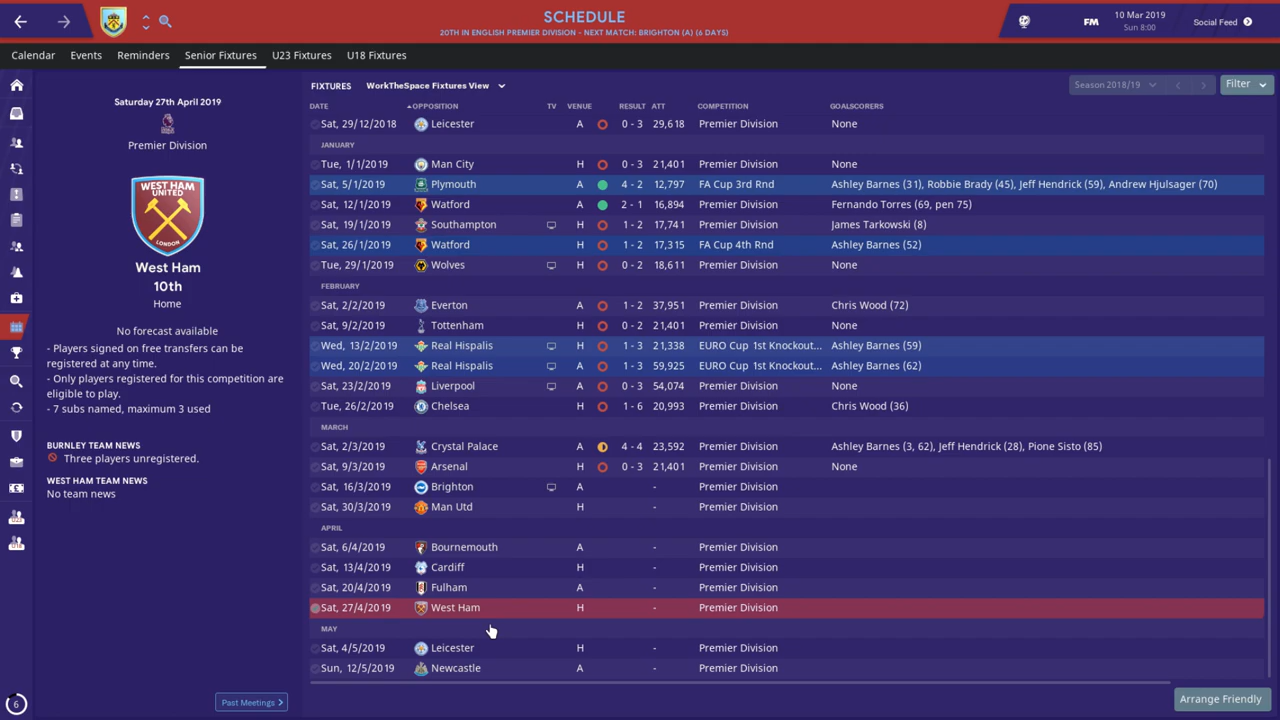 SCHEDULE
20TH IN ENGLISH PREMIER DIVISION - NEXT MATCH: BRIGHTON (A) (6 DAYS)
FM
10 Mar 2019
Sun 8:00
Social Feed
Calendar Events Reminders Senior Fixtures U23 Fixtures U18 Fixtures
Saturday 27th April 2019
Premier Division
WEST HAM
UNITED
LONDON
West Ham
10th
Home
No forecast available
- Players signed on free transfers can be
registered at any time.
- Only players registered for this competition are
eligible to play.
- 7 subs named, maximum 3 used
BURNLEY TEAM NEWS
Three players unregistered.
WEST HAM TEAM NEWS
No team news
Past Meetings
U23
U18
6
FIXTURES WorkTheSpace Fixtures View Season 2018/19 Filter
DATE OPPOSITION TV VENUE RESULT ATT COMPETITION GOALSCORERS
Sat, 29/12/2018 Leicester A 0 - 3 29,618 Premier Division None
JANUARY
Tue, 1/1/2019 Man City H 0 - 3 21,401 Premier Division None
Sat, 5/1/2019 Plymouth A 4 - 2 12,797 FA Cup 3rd Rnd Ashley Barnes (31), Robbie Brady (45), Jeff Hendrick (59), Andrew Hjulsager (70)
Sat, 12/1/2019 Watford A 2 - 1 16,894 Premier Division Fernando Torres (69, pen 75)
Sat, 19/1/2019 Southampton H 1 - 2 17,741 Premier Division James Tarkowski (8)
Sat, 26/1/2019 Watford H 1 - 2 17,315 FA Cup 4th Rnd Ashley Barnes (52)
Tue, 29/1/2019 Wolves H 0 - 2 18,611 Premier Division None
FEBRUARY
Sat, 2/2/2019 Everton A 1 - 2 37,951 Premier Division Chris Wood (72)
Sat, 9/2/2019 Tottenham H 0 - 2 21,401 Premier Division None
Wed, 13/2/2019 Real Hispalis H 1 - 3 21,338 EURO Cup 1st Knockout... Ashley Barnes (59)
Wed, 20/2/2019 Real Hispalis A 1 - 3 59,925 EURO Cup 1st Knockout... Ashley Barnes (62)
Sat, 23/2/2019 Liverpool A 0 - 2 54,074 Premier Division None
Tue, 26/2/2019 Chelsea H 1 - 6 20,993 Premier Division Chris Wood (36)
MARCH
Sat, 2/3/2019 Crystal Palace A 4 - 4 23,592 Premier Division Ashley Barnes (3, 62), Jeff Hendrick (28), Pione Sisto (85)
Sat, 9/3/2019 Arsenal H 0 - 3 21,401 Premier Division None
Sat, 16/3/2019 Brighton A - Premier Division
Sat, 30/3/2019 Man Utd H - Premier Division
APRIL
Sat, 6/4/2019 Bournemouth A - Premier Division
Sat, 13/4/2019 Cardiff H - Premier Division
Sat, 20/4/2019 Fulham A - Premier Division
Sat, 27/4/2019 West Ham H - Premier Division
MAY
Sat, 4/5/2019 Leicester H - Premier Division
Sun, 12/5/2019 Newcastle A - Premier Division
Arrange Friendly